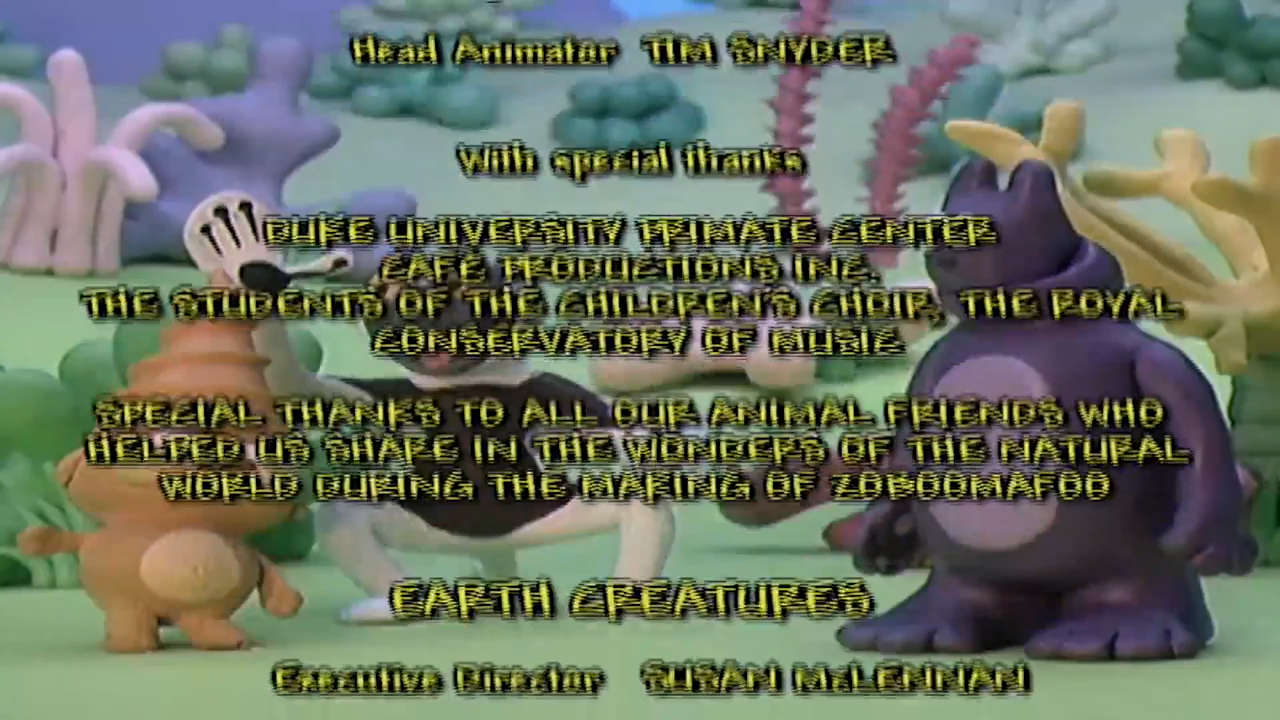 Head Animator TIM SNYDER
With special thanks
DUKE UNIVERSITY PRIMATE CENTER
CAFE PRODUCTIONS INC.
THE STUDENTS OF THE CHILDREN'S CHOIR, THE ROYAL
CONSERVATORY OF MUSIC
SPECIAL THANKS TO ALL OUR ANIMAL FRIENDS WHO
HELPED US SHARE IN THE WONDERS OF THE NATURAL
WORLD DURING THE MAKING OF ZOBOOMAFOO
EARTH CREATURES
Executive Director SUSAN McLENNAN